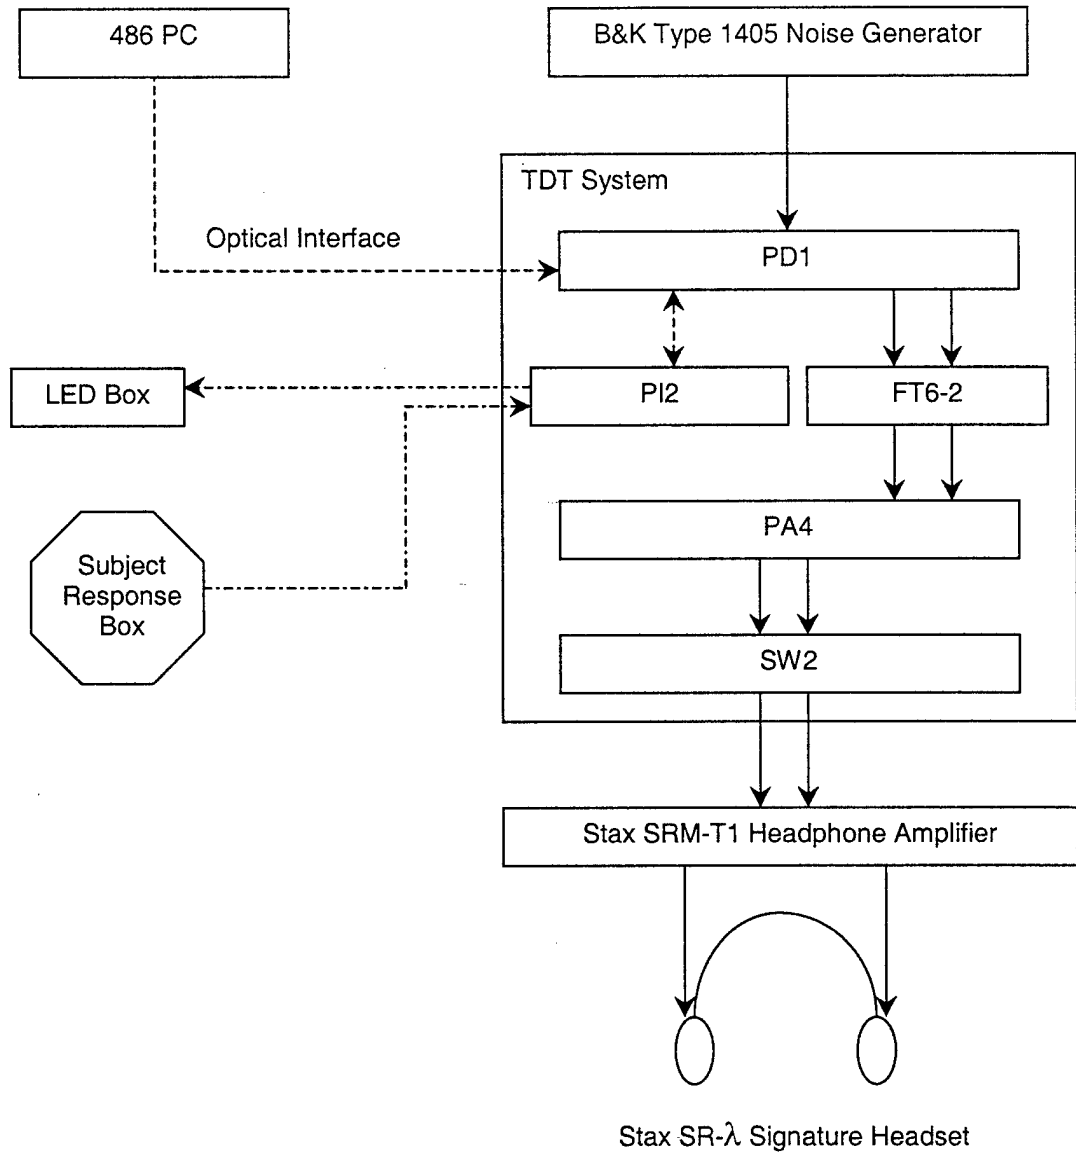 486 PC
B&K Type 1405 Noise Generator
TDT System
Optical Interface
PD1
LED Box
PI2
FT6-2
PA4
Subject
Response
Box
SW2
Stax SRM-T1 Headphone Amplifier
Stax SR-λ Signature Headset